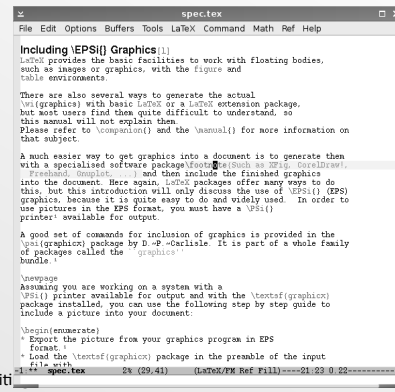 spec.tex
File Edit Options Buffers Tools LaTeX Command Math Ref Help
Including \EPSi{} Graphics[1]
LaTeX provides the basic facilities to work with floating bodies,
such as images or graphics, with the figure and
table environments.
There are also several ways to generate the actual
\wi(graphics} with basic LaTeX or a LaTeX extension package,
but most users find them quite difficult to understand, so
this manual will not explain them.
Please refer to \companion{} and the \manual{} for more information on
that subject.
A much easier way to get graphics into a document is to generate them
with a specialised software package\footnote{Such as XFig, CorelDraw!,
Freehand, Gnuplot, ...} and then include the finished graphics
into the document. Here again, LaTeX packages offer many ways to do
this, but this introduction will only discuss the use of \EPSi{} (EPS)
graphics, because it is quite easy to do and widely used. In order to
use pictures in the EPS format, you must have a \PSi{}
printer¹ available for output.
A good set of commands for inclusion of graphics is provided in the
\pai{graphicx} package by D.~P.~Carlisle. It is part of a whole family
of packages called the ``graphics''
bundle.¹
\newpage
Assuming you are working on a system with a
\PSi{} printer available for output and with the \textsf{graphicx}
package installed, you can use the following step by step guide to
include a picture into your document:
\begin{enumerate}
* Export the picture from your graphics program in EPS
format.¹
* Load the \textsf{graphicx} package in the preamble of the input
file with
-1:** spec.tex 2% (29,41) (LaTeX/FM Ref Fill)----21:23 0.22---------
iti